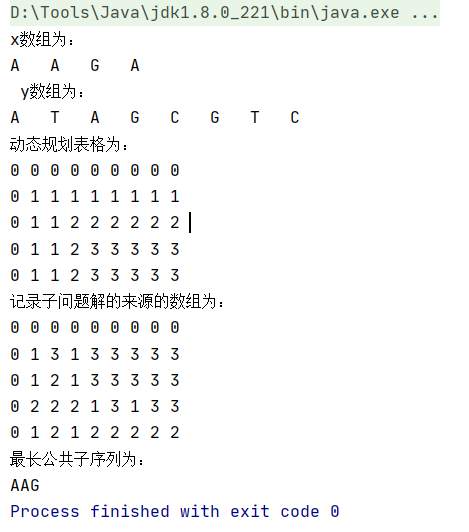 D:\Tools\Java\jdk1.8.0_221\bin\java.exe ...
x数组为：
A A G A
y数组为：
A T A G C G T C
动态规划表格为：
0 0 0 0 0 0 0 0 0
0 1 1 1 1 1 1 1 1
0 1 1 2 2 2 2 2 2
0 1 1 2 3 3 3 3 3
0 1 1 2 3 3 3 3 3
记录子问题解的来源的数组为：
0 0 0 0 0 0 0 0 0
0 1 3 1 3 3 3 3 3
0 1 2 1 3 3 3 3 3
0 2 2 2 1 3 1 3 3
0 1 2 1 2 2 2 2 2
最长公共子序列为：
AAG
Process finished with exit code 0